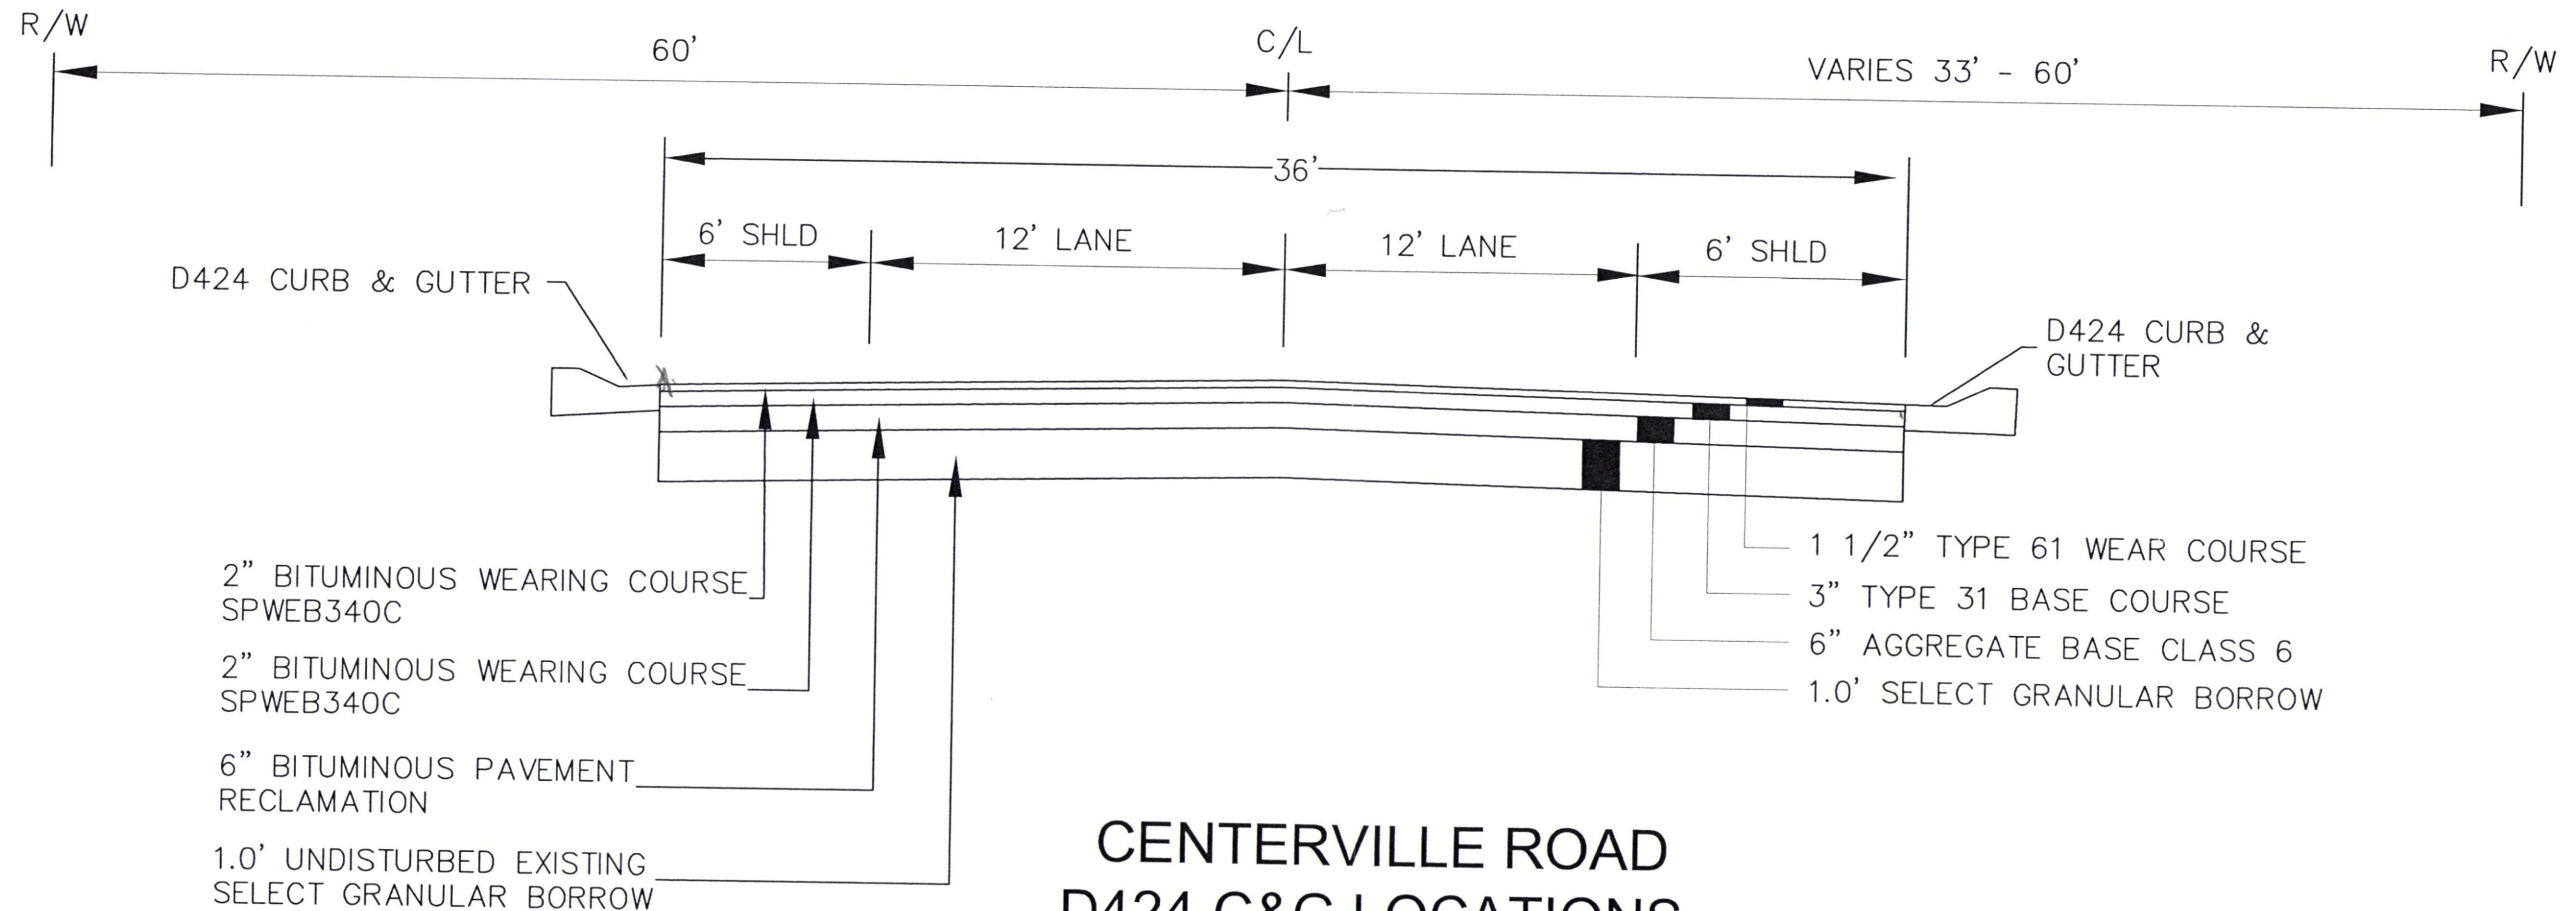 R/W
60'
C/L
VARIES 33' - 60'
R/W
36'
6' SHLD
12' LANE
12' LANE
6' SHLD
D424 CURB & GUTTER
D424 CURB &
GUTTER
2" BITUMINOUS WEARING COURSE
SPWEB340C
2" BITUMINOUS WEARING COURSE
SPWEB340C
6" BITUMINOUS PAVEMENT
RECLAMATION
1.0' UNDISTURBED EXISTING
SELECT GRANULAR BORROW
1 1/2" TYPE 61 WEAR COURSE
3" TYPE 31 BASE COURSE
6" AGGREGATE BASE CLASS 6
1.0' SELECT GRANULAR BORROW
CENTERVILLE ROAD
D424 C&G LOCATIONS